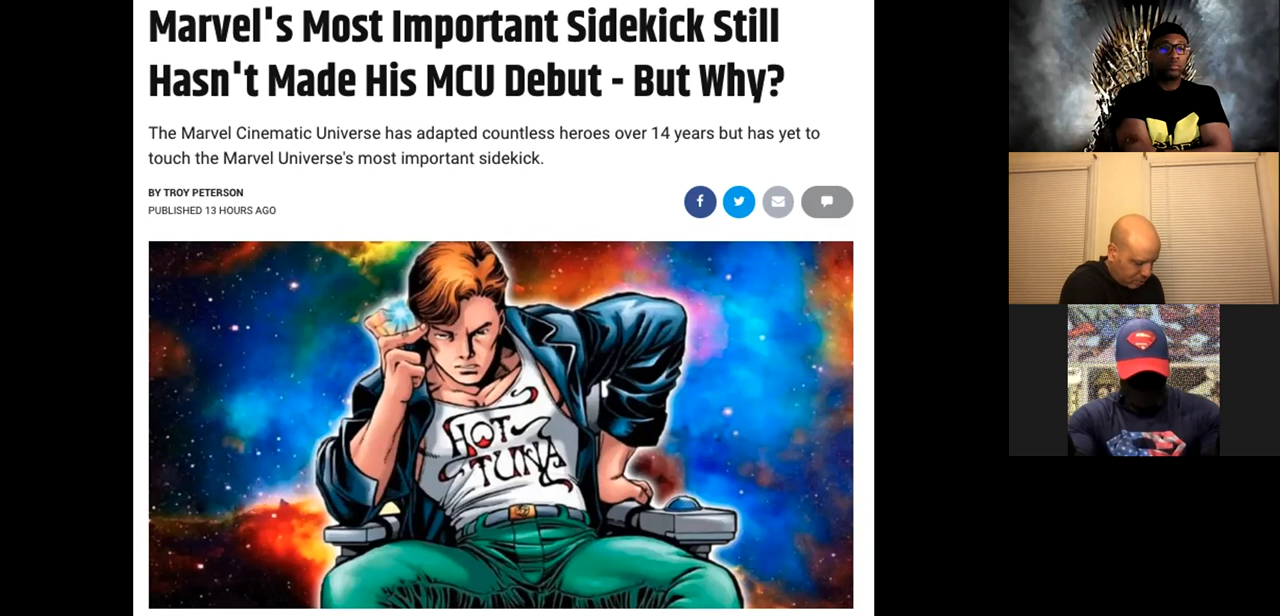 Marvel's Most Important Sidekick Still
Hasn't Made His MCU Debut - But Why?
The Marvel Cinematic Universe has adapted countless heroes over 14 years but has yet to
touch the Marvel Universe's most important sidekick.
BY TROY PETERSON
PUBLISHED 13 HOURS AGO
HOT
TUNA